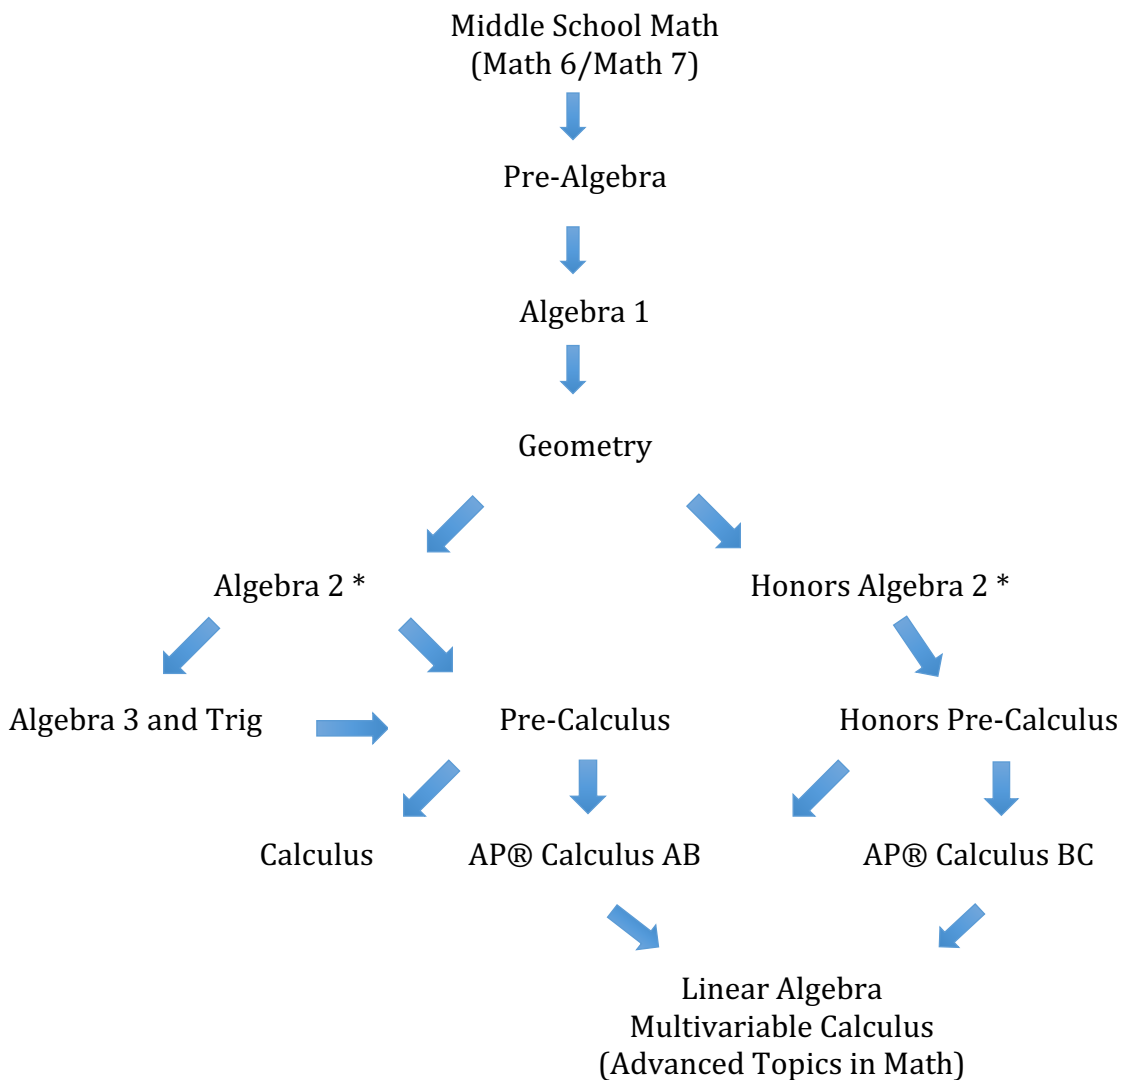 Middle School Math
(Math 6/Math 7)
Pre-Algebra
Algebra 1
Geometry
Algebra 2 *
Honors Algebra 2 *
Algebra 3 and Trig
Pre-Calculus
Honors Pre-Calculus
Calculus
AP® Calculus AB
AP® Calculus BC
Linear Algebra
Multivariable Calculus
(Advanced Topics in Math)